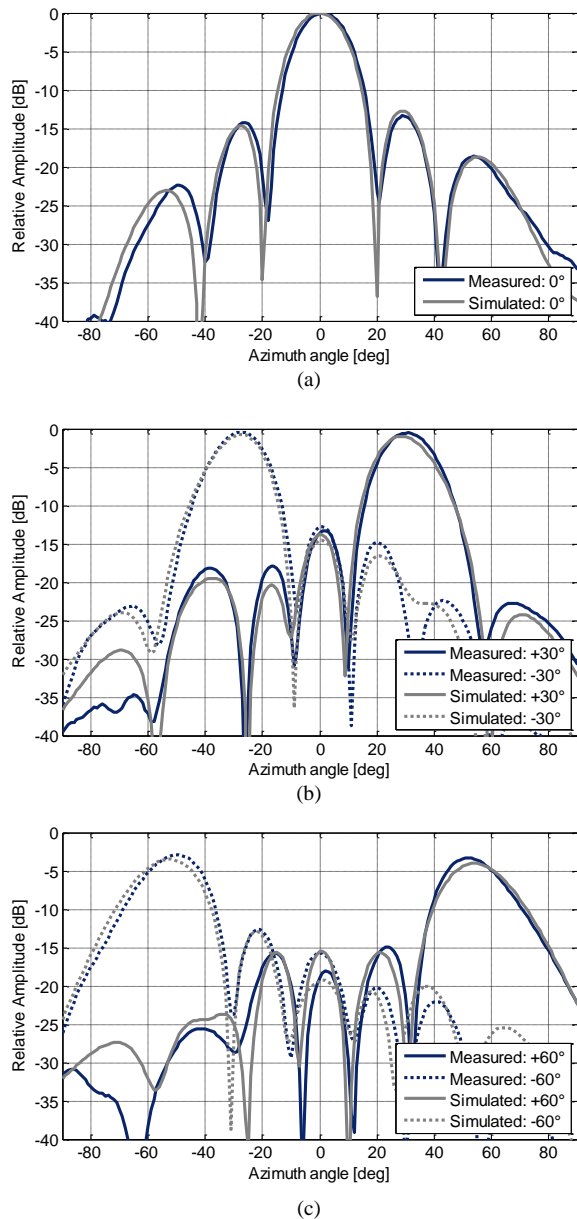 0
-5
-10
-15
-20
-25
-30
-35
-40
Relative Amplitude [dB]
Measured: 0°
Simulated: 0°
-80 -60 -40 -20 0 20 40 60 80
Azimuth angle [deg]
(a)
0
-5
-10
-15
-20
-25
-30
-35
-40
Relative Amplitude [dB]
Measured: +30°
Measured: -30°
Simulated: +30°
Simulated: -30°
-80 -60 -40 -20 0 20 40 60 80
Azimuth angle [deg]
(b)
0
-5
-10
-15
-20
-25
-30
-35
-40
Relative Amplitude [dB]
Measured: +60°
Measured: -60°
Simulated: +60°
Simulated: -60°
-80 -60 -40 -20 0 20 40 60 80
Azimuth angle [deg]
(c)